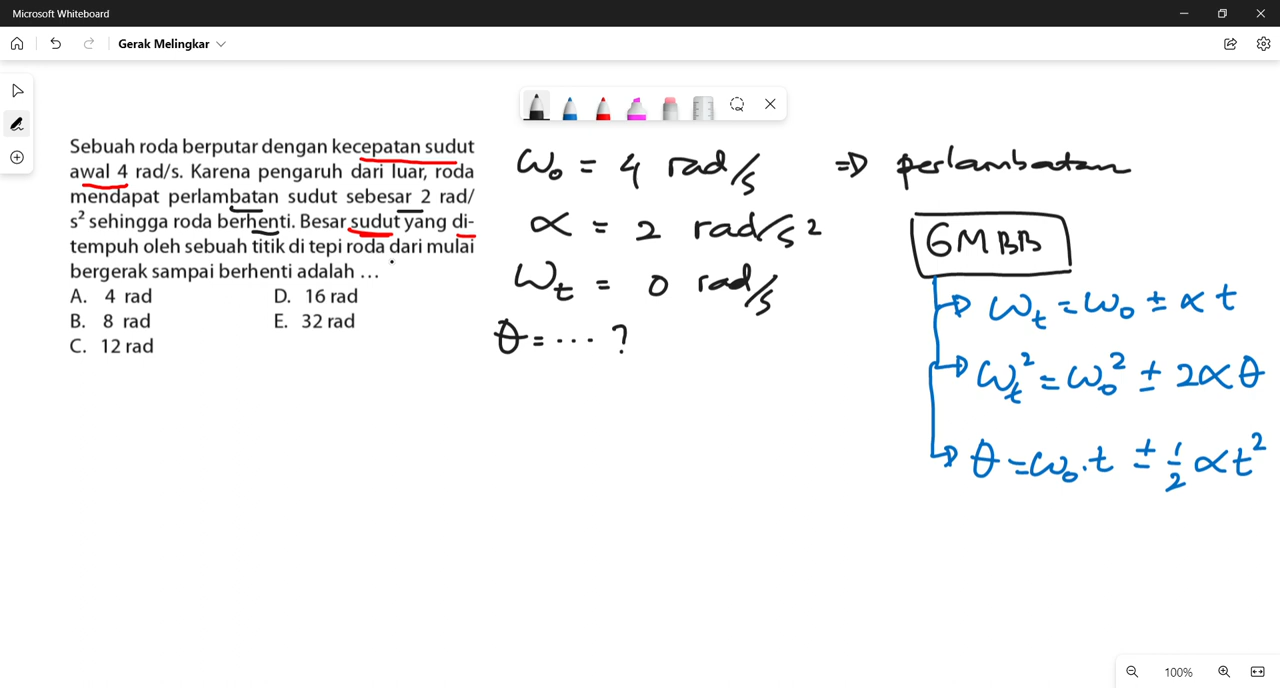 Microsoft Whiteboard
Gerak Melingkar
Sebuah roda berputar dengan kecepatan sudut
awal 4 rad/s. Karena pengaruh dari luar, roda
mendapat perlambatan sudut sebesar 2 rad/
s² sehingga roda berhenti. Besar sudut yang di-
tempuh oleh sebuah titik di tepi roda dari mulai
bergerak sampai berhenti adalah ...
A. 4 rad
D. 16 rad
B. 8 rad
E. 32 rad
C. 12 rad
ω₀ = 4 rad/s ⇒ perlambatan
α = 2 rad/s²
ωₜ = 0 rad/s
θ = ... ?
GMBB
ωₜ = ω₀ ± α t
ωₜ² = ω₀² ± 2αθ
θ = ω₀.t ± 1/2 αt²
100%